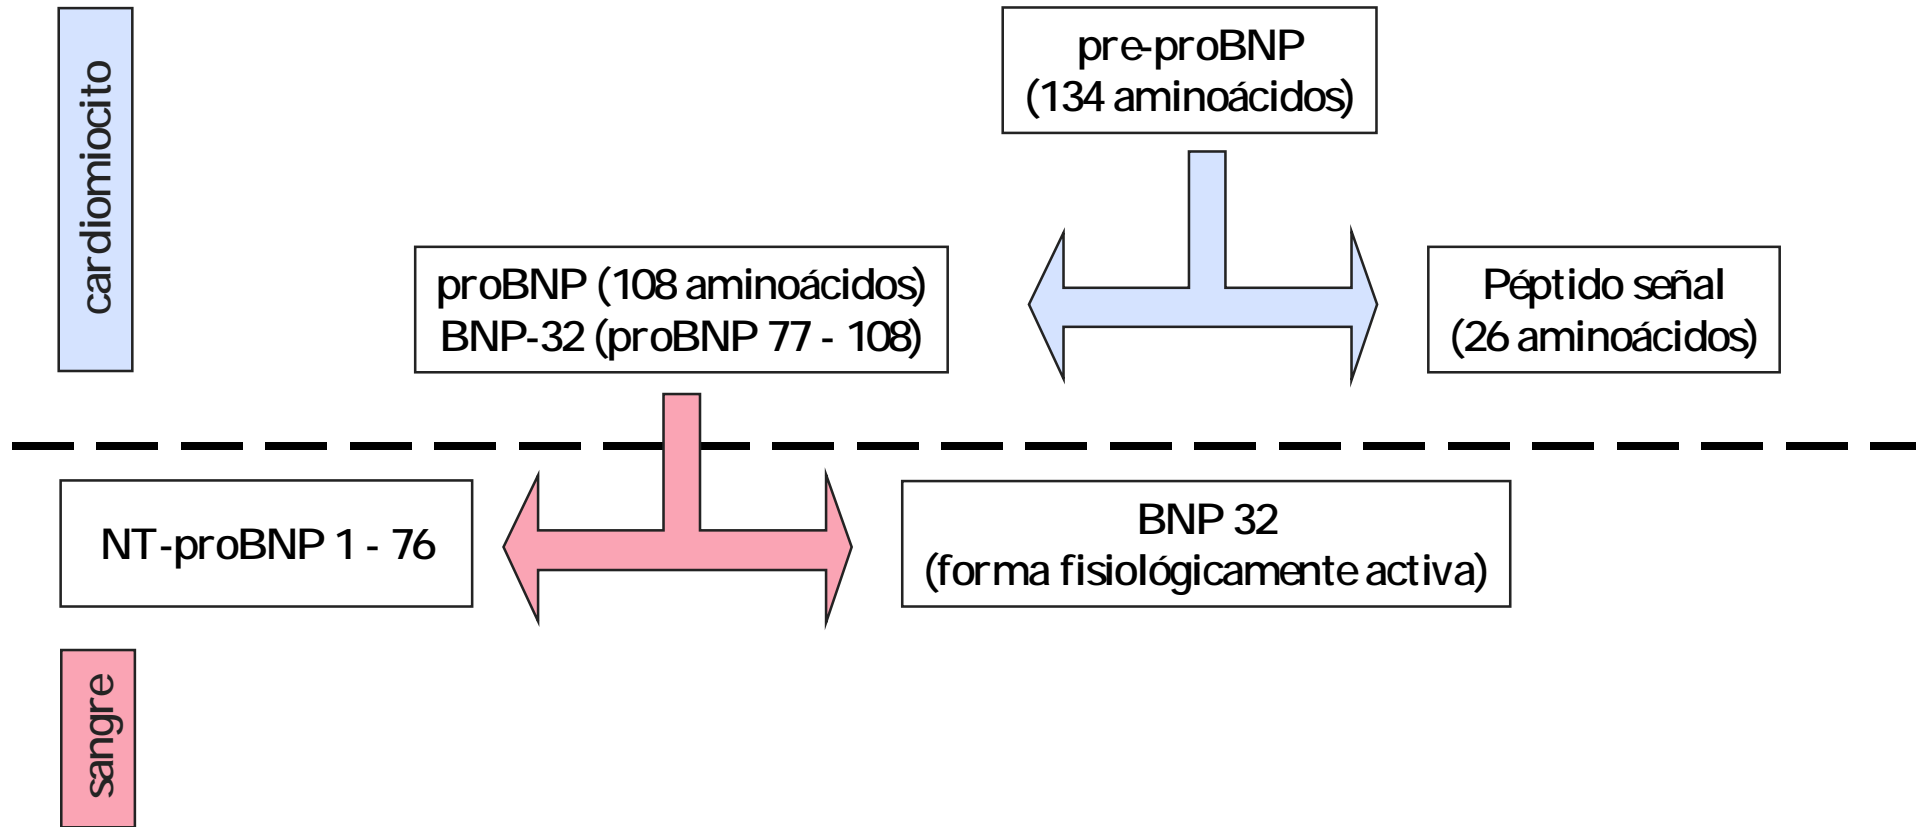 cardiomiocito
pre-proBNP
(134 aminoácidos)
proBNP (108 aminoácidos)
BNP-32 (proBNP 77 - 108)
Péptido señal
(26 aminoácidos)
NT-proBNP 1 - 76
BNP 32
(forma fisiológicamente activa)
sangre